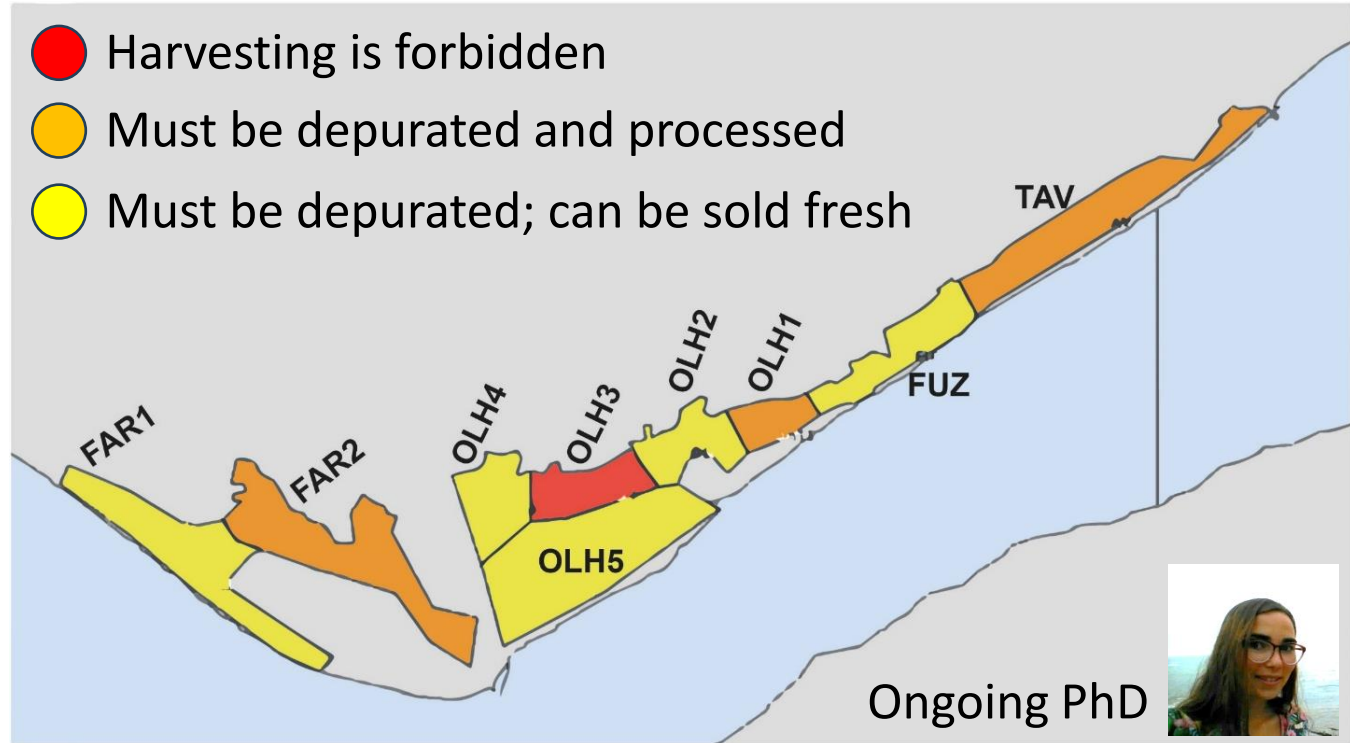 Harvesting is forbidden
Must be depurated and processed
Must be depurated; can be sold fresh
TAV
OLH2
OLH1
FUZ
OLH4
OLH3
FAR1
FAR2
OLH5
Ongoing PhD